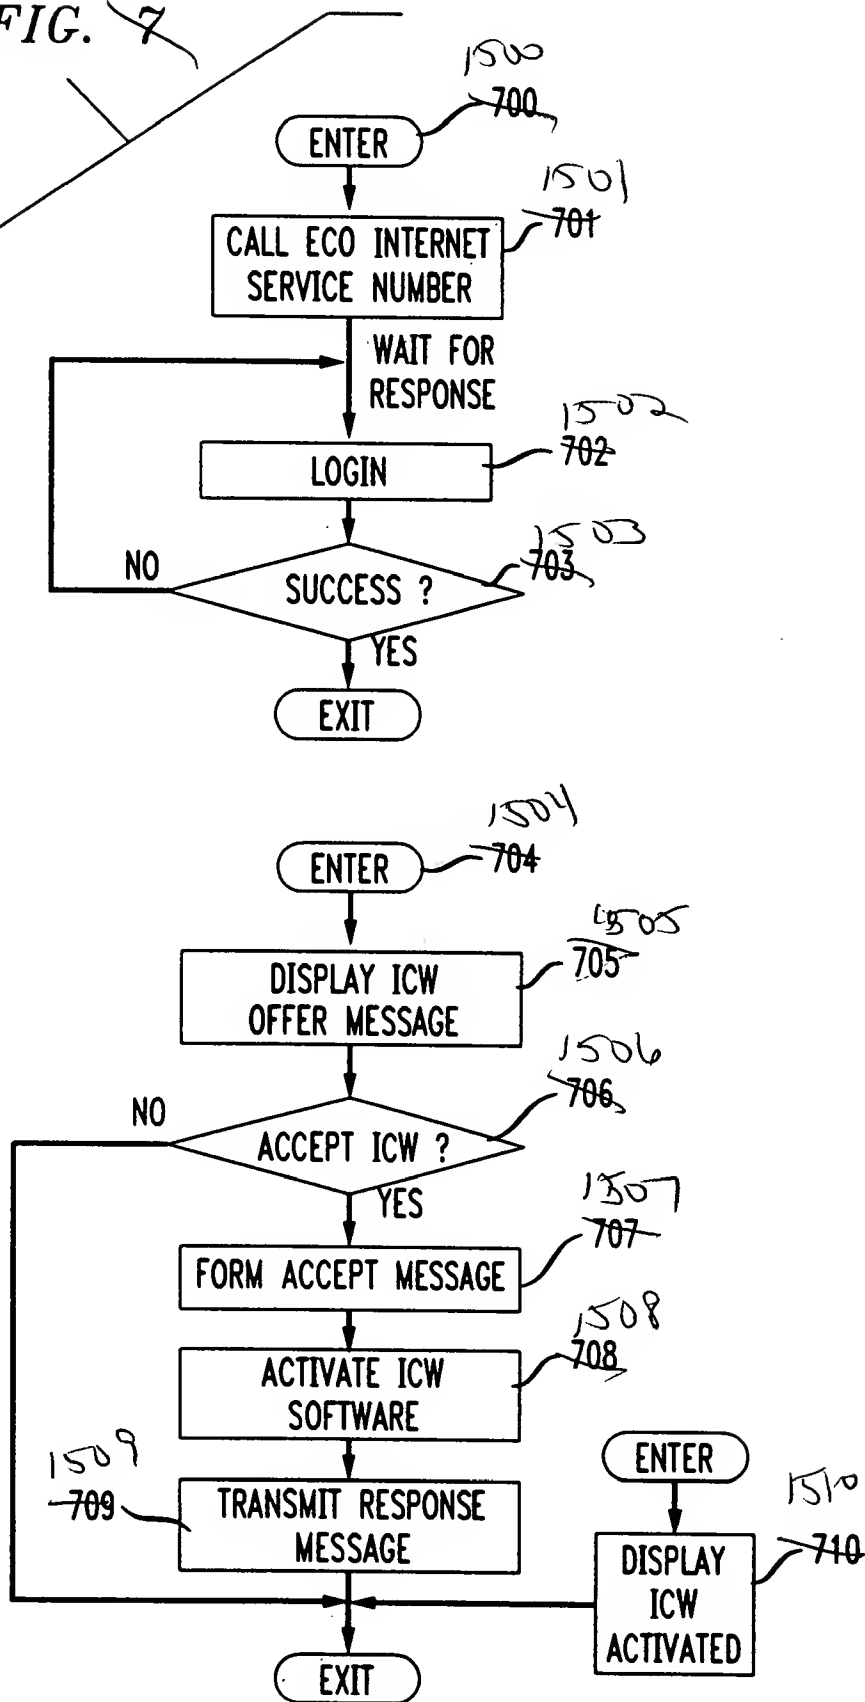 FIG. 7
1500
700
ENTER
1501
701
CALL ECO INTERNET
SERVICE NUMBER
WAIT FOR
RESPONSE
1502
702
LOGIN
1503
703
NO
SUCCESS ?
YES
EXIT
1504
704
ENTER
1505
705
DISPLAY ICW
OFFER MESSAGE
1506
706
NO
ACCEPT ICW ?
YES
1507
707
FORM ACCEPT MESSAGE
1508
708
ACTIVATE ICW
SOFTWARE
1509
709
TRANSMIT RESPONSE
MESSAGE
ENTER
1510
710
DISPLAY
ICW
ACTIVATED
EXIT